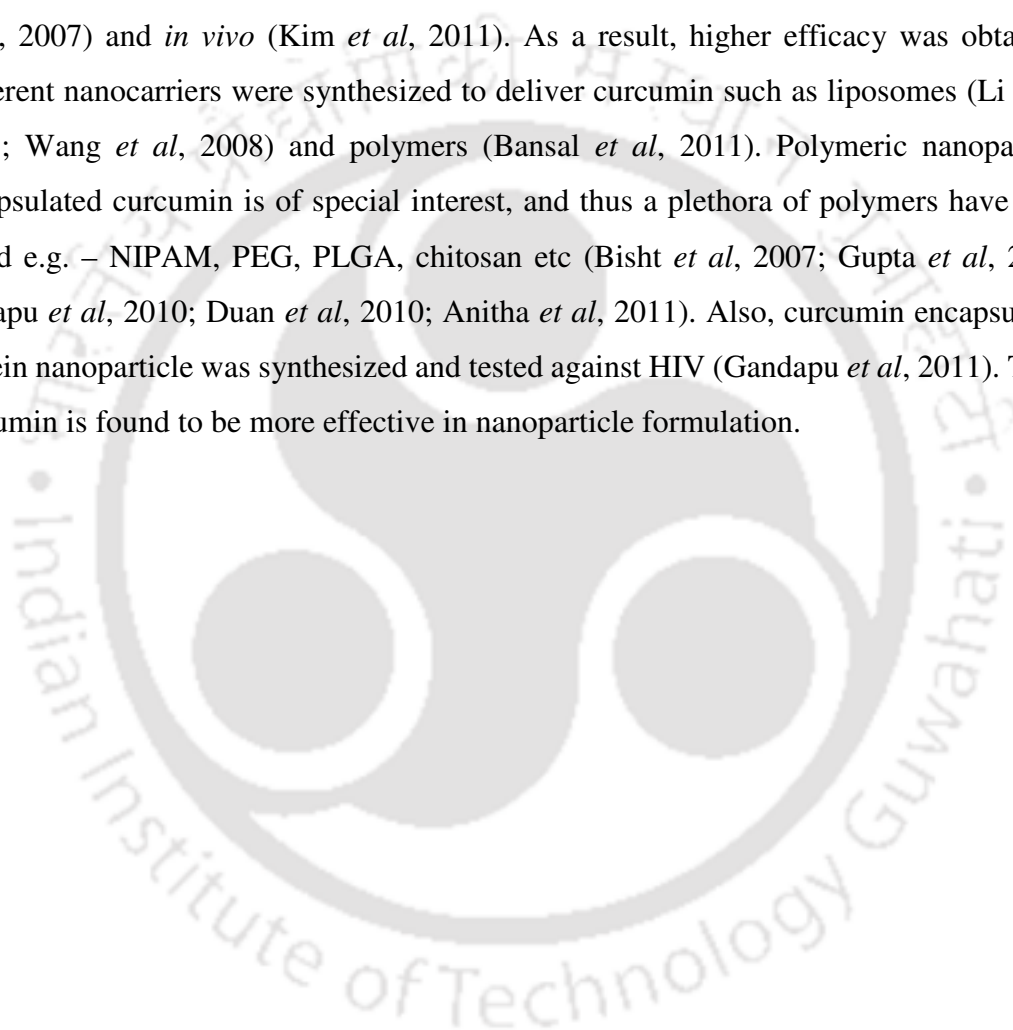 , 2007) and in vivo (Kim et al, 2011). As a result, higher efficacy was obta
erent nanocarriers were synthesized to deliver curcumin such as liposomes (Li
; Wang et al, 2008) and polymers (Bansal et al, 2011). Polymeric nanopa
psulated curcumin is of special interest, and thus a plethora of polymers have
d e.g. – NIPAM, PEG, PLGA, chitosan etc (Bisht et al, 2007; Gupta et al, 2
apu et al, 2010; Duan et al, 2010; Anitha et al, 2011). Also, curcumin encapsu
ein nanoparticle was synthesized and tested against HIV (Gandapu et al, 2011). T
umin is found to be more effective in nanoparticle formulation.
Indian Institute of Technology Guwahati